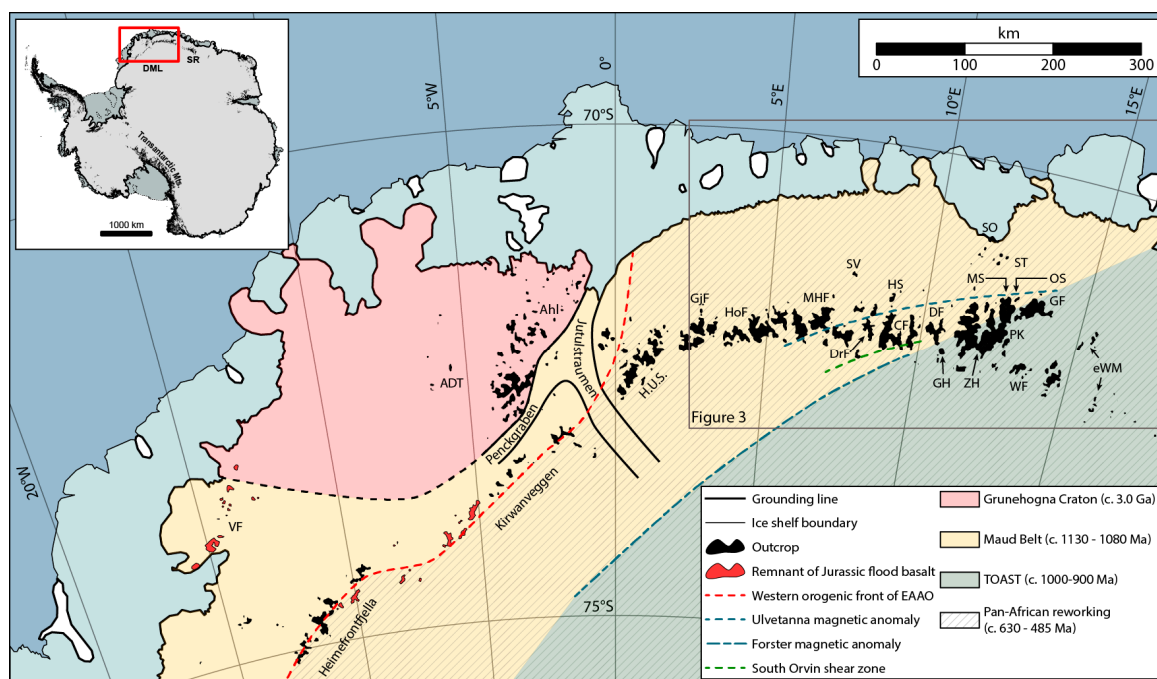 SR
DML
Transantarctic Mts
1000 km
km
0 100 200 300
20°W
5°W
0°
70°S
5°E
10°E
15°E
75°S
SO
ST
SV
HS
MS
OS
GjF
HoF
MHF
CF
DF
GF
PK
DrF
GH
ZH
WF
eWM
H.U.S.
Ahl
ADT
Jutulstraumen
Penckgraben
Kirwanveggen
Heimefrontfjella
VF
Figure 3
Grounding line
Ice shelf boundary
Outcrop
Remnant of Jurassic flood basalt
Western orogenic front of EAAO
Ulvetanna magnetic anomaly
Forster magnetic anomaly
South Orvin shear zone
Grunehogna Craton (c. 3.0 Ga)
Maud Belt (c. 1130 - 1080 Ma)
TOAST (c. 1000-900 Ma)
Pan-African reworking
(c. 630 - 485 Ma)